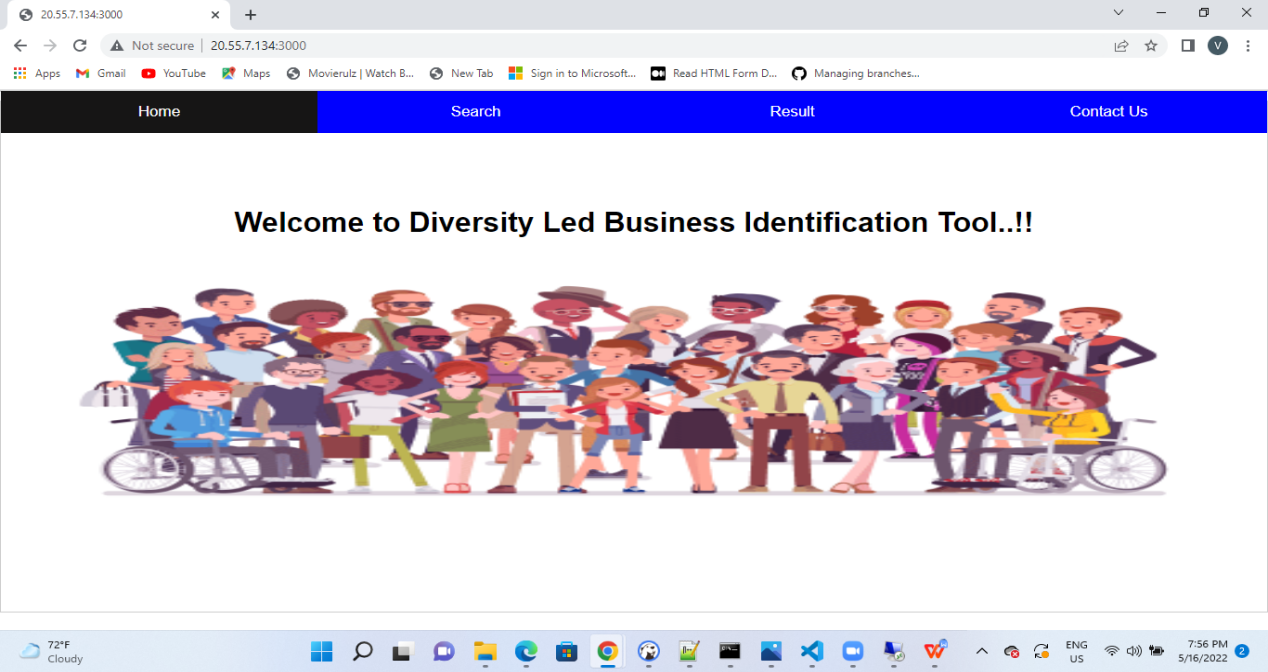 20.55.7.134:3000
Not secure 20.55.7.134:3000
V
Apps Gmail YouTube Maps Movierulz | Watch B... New Tab Sign in to Microsoft... Read HTML Form D... Managing branches...
Home Search Result Contact Us
Welcome to Diversity Led Business Identification Tool..!!
72°F
Cloudy
ENG
US
7:56 PM
5/16/2022
2